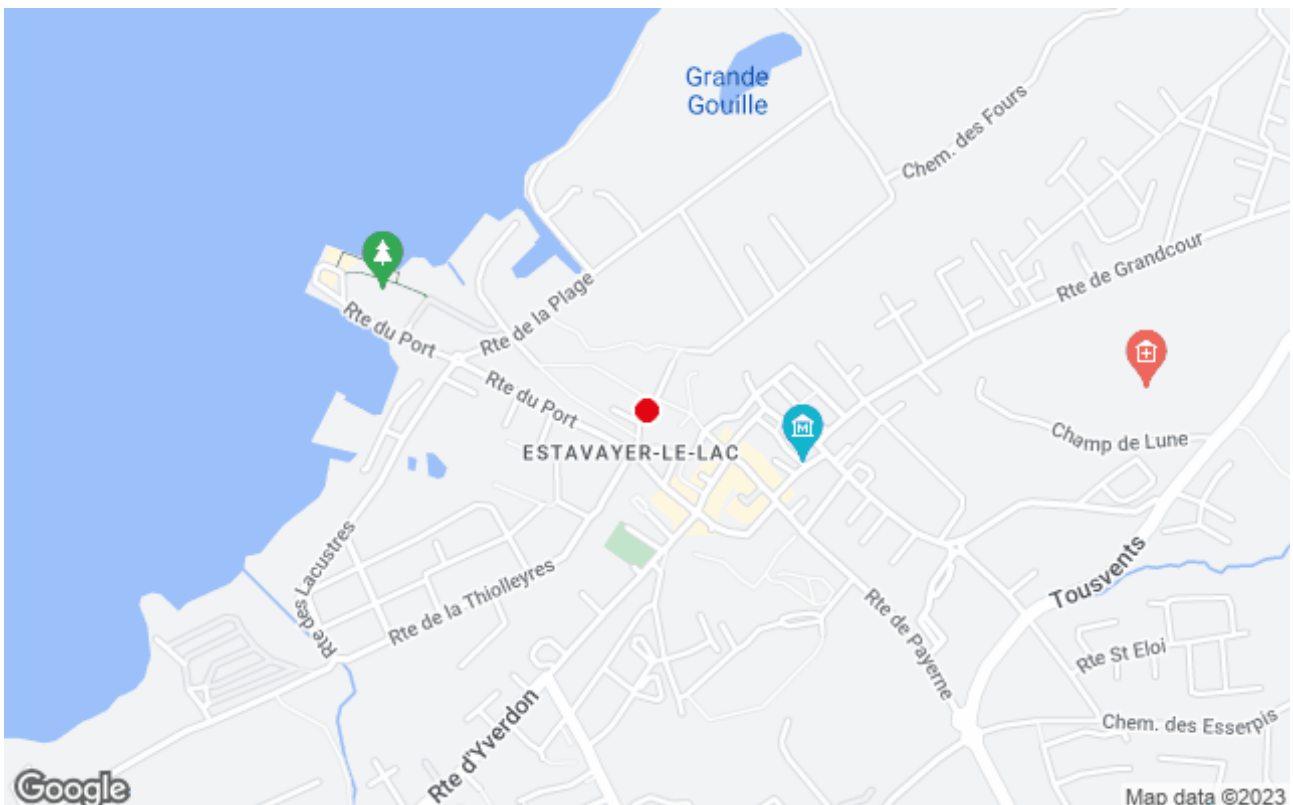 Grande
Gouille
Chem. des Fours
Rte de Grandcour
Rte de la Plage
Rte du Port
Rte du Port
Champ de Lune
ESTAVAYER-LE-LAC
M
Rte des Lacustres
Rte de la Thiolleyres
Tousvents
Rte de Payerne
Rte St Eloi
Rte d'Yverdon
Chem. des Esserpis
Google
Map data ©2023